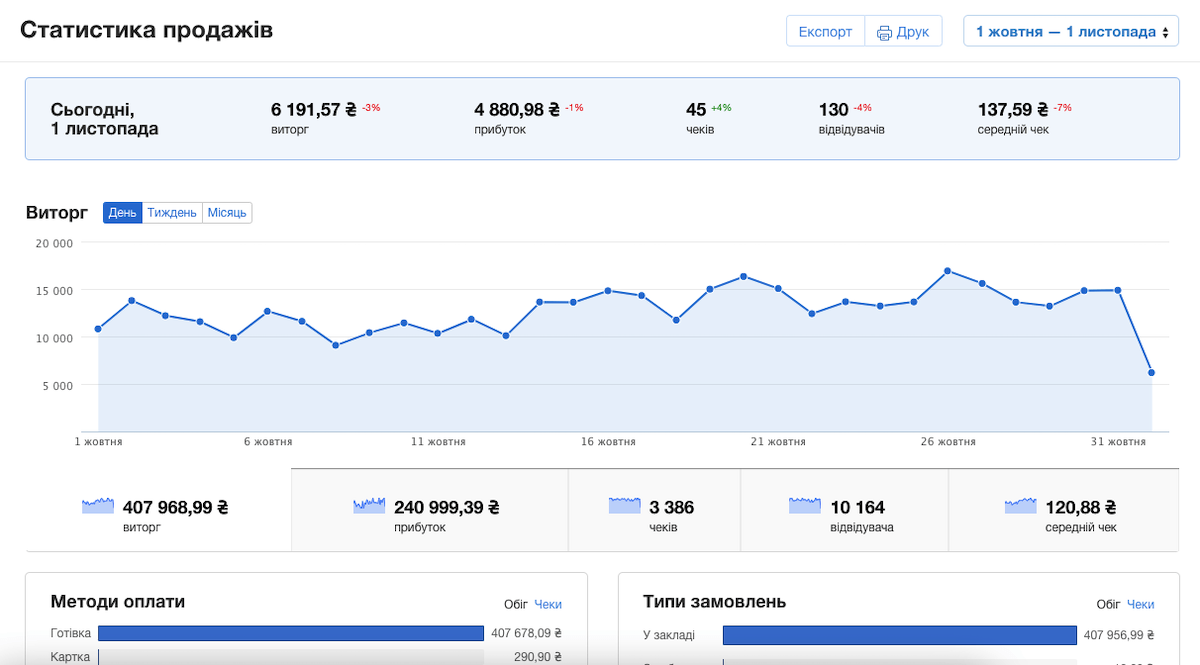 Статистика продажів
Експорт Друк 1 жовтня — 1 листопада
Сьогодні,
1 листопада
6 191,57 ₴ -3%
виторг
4 880,98 ₴ -1%
прибуток
45 +4%
чеків
130 -4%
відвідувачів
137,59 ₴ -7%
середній чек
Виторг День Тиждень Місяць
20 000
15 000
10 000
5 000
1 жовтня 6 жовтня 11 жовтня 16 жовтня 21 жовтня 26 жовтня 31 жовтня
407 968,99 ₴
виторг
240 999,39 ₴
прибуток
3 386
чеків
10 164
відвідувача
120,88 ₴
середній чек
Методи оплати Обіг Чеки
Готівка 407 678,09 ₴
Картка 290,90 ₴
Типи замовлень Обіг Чеки
У закладі 407 956,99 ₴